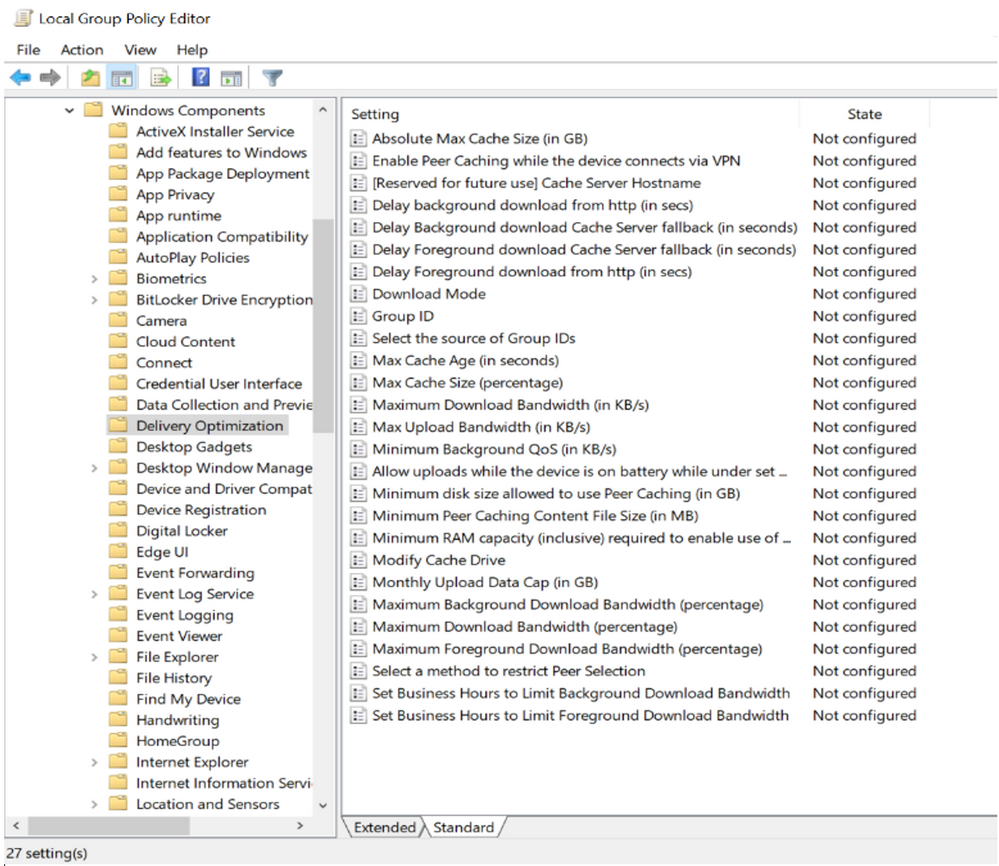 Local Group Policy Editor
File Action View Help
Windows Components
ActiveX Installer Service
Add features to Windows
App Package Deployment
App Privacy
App runtime
Application Compatibility
AutoPlay Policies
Biometrics
BitLocker Drive Encryption
Camera
Cloud Content
Connect
Credential User Interface
Data Collection and Previe
Delivery Optimization
Desktop Gadgets
Desktop Window Manage
Device and Driver Compat
Device Registration
Digital Locker
Edge UI
Event Forwarding
Event Log Service
Event Logging
Event Viewer
File Explorer
File History
Find My Device
Handwriting
HomeGroup
Internet Explorer
Internet Information Servi
Location and Sensors
Setting State
Absolute Max Cache Size (in GB) Not configured
Enable Peer Caching while the device connects via VPN Not configured
[Reserved for future use] Cache Server Hostname Not configured
Delay background download from http (in secs) Not configured
Delay Background download Cache Server fallback (in seconds) Not configured
Delay Foreground download Cache Server fallback (in seconds) Not configured
Delay Foreground download from http (in secs) Not configured
Download Mode Not configured
Group ID Not configured
Select the source of Group IDs Not configured
Max Cache Age (in seconds) Not configured
Max Cache Size (percentage) Not configured
Maximum Download Bandwidth (in KB/s) Not configured
Max Upload Bandwidth (in KB/s) Not configured
Minimum Background QoS (in KB/s) Not configured
Allow uploads while the device is on battery while under set ... Not configured
Minimum disk size allowed to use Peer Caching (in GB) Not configured
Minimum Peer Caching Content File Size (in MB) Not configured
Minimum RAM capacity (inclusive) required to enable use of ... Not configured
Modify Cache Drive Not configured
Monthly Upload Data Cap (in GB) Not configured
Maximum Background Download Bandwidth (percentage) Not configured
Maximum Download Bandwidth (percentage) Not configured
Maximum Foreground Download Bandwidth (percentage) Not configured
Select a method to restrict Peer Selection Not configured
Set Business Hours to Limit Background Download Bandwidth Not configured
Set Business Hours to Limit Foreground Download Bandwidth Not configured
Extended Standard
27 setting(s)